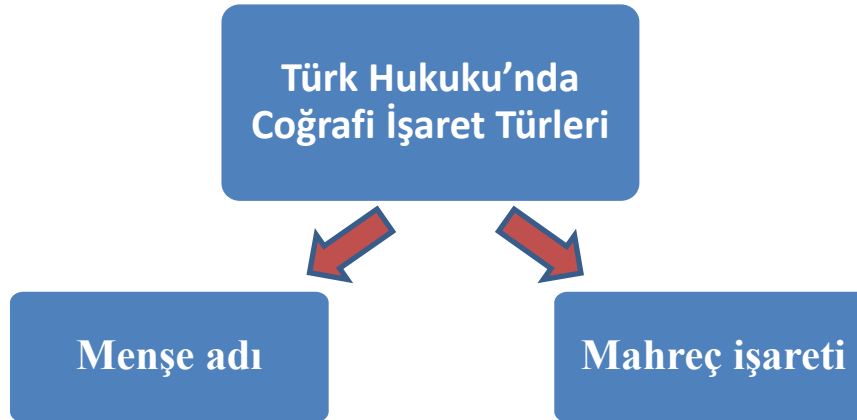 Türk Hukuku’nda
Coğrafi İşaret Türleri
Menşe adı
Mahreç işareti